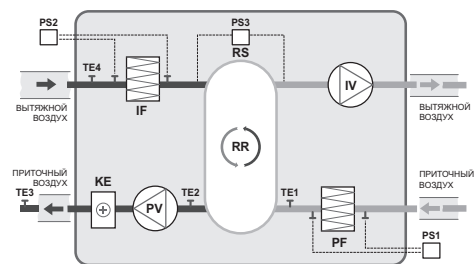 PS2
PS3
RS
TE4
IF
IV
ВЫТЯЖНОЙ
ВОЗДУХ
ВЫТЯЖНОЙ
ВОЗДУХ
RR
ПРИТОЧНЫЙ
ВОЗДУХ
TE3
KE
PV
TE2
TE1
PF
ПРИТОЧНЫЙ
ВОЗДУХ
PS1